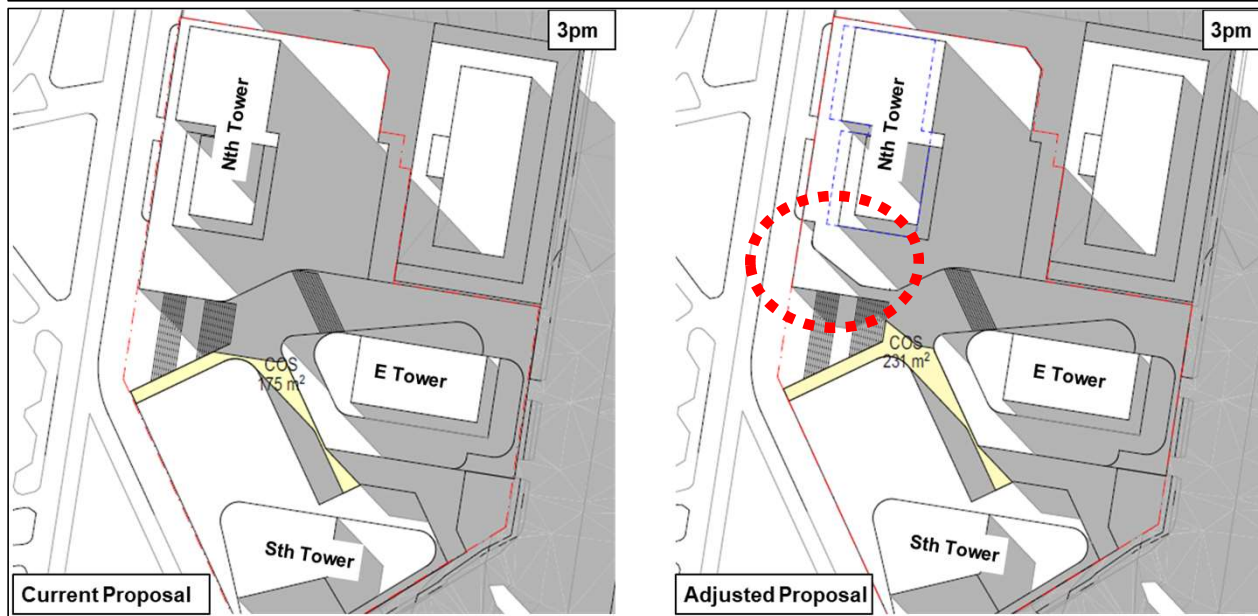 3pm
Nth Tower
COS
175 m²
E Tower
Sth Tower
Current Proposal
3pm
Nth Tower
COS
231 m²
E Tower
Sth Tower
Adjusted Proposal